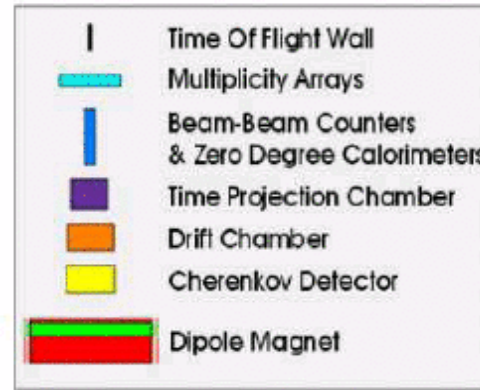 Time Of Flight Wall
Multiplicity Arrays
Beam-Beam Counters
& Zero Degree Calorimeters
Time Projection Chamber
Drift Chamber
Cherenkov Detector
Dipole Magnet